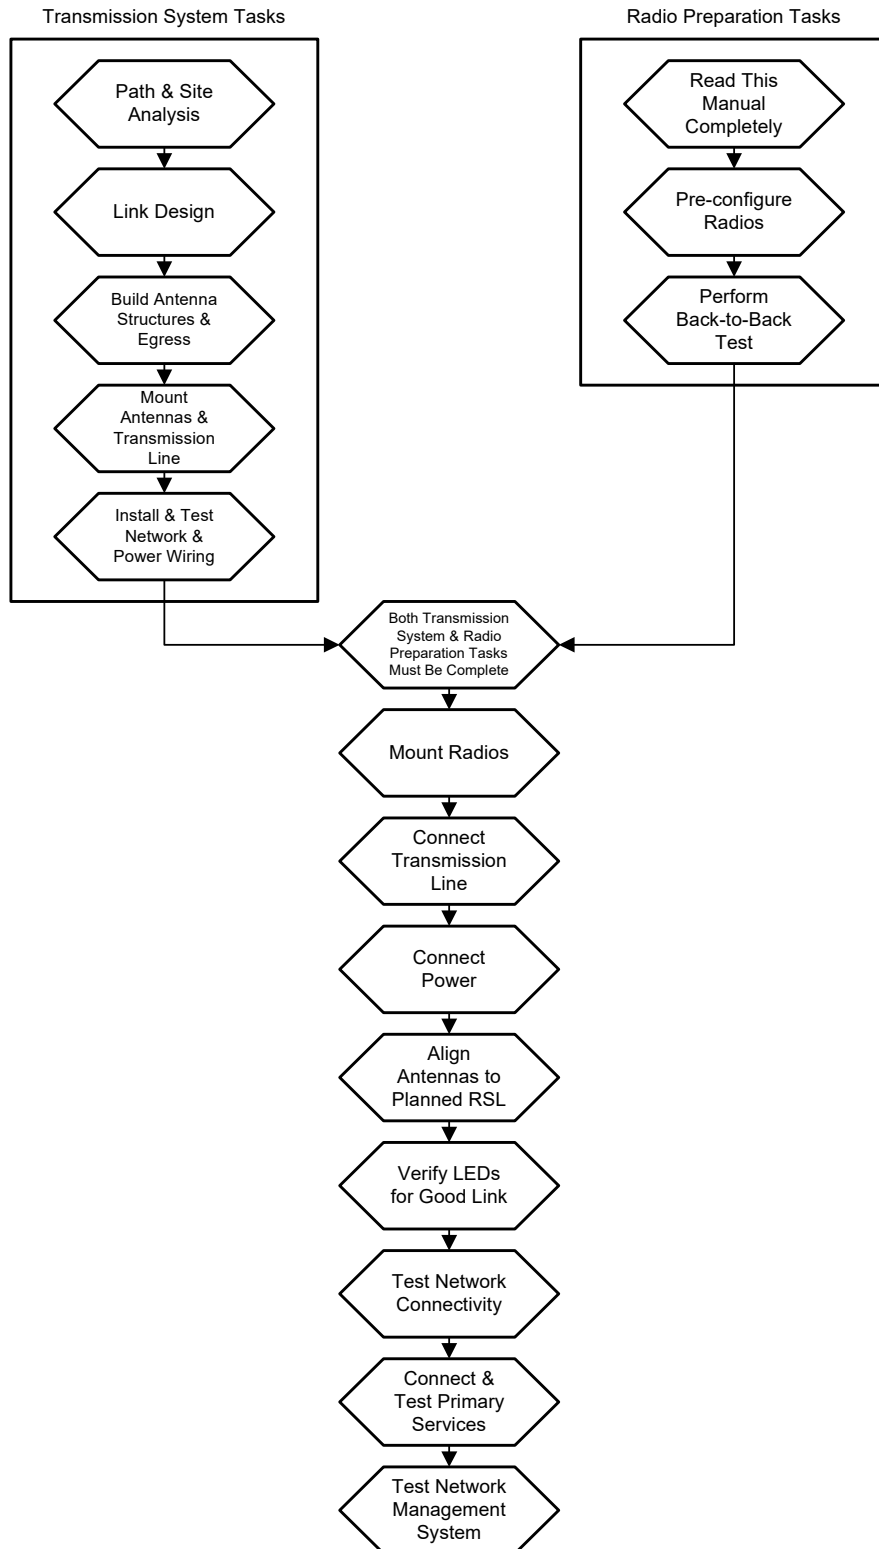 Transmission System Tasks
Path & Site
Analysis
Link Design
Build Antenna
Structures &
Egress
Mount
Antennas &
Transmission
Line
Install & Test
Network &
Power Wiring
Radio Preparation Tasks
Read This
Manual
Completely
Pre-configure
Radios
Perform
Back-to-Back
Test
Both Transmission
System & Radio
Preparation Tasks
Must Be Complete
Mount Radios
Connect
Transmission
Line
Connect
Power
Align
Antennas to
Planned RSL
Verify LEDs
for Good Link
Test Network
Connectivity
Connect &
Test Primary
Services
Test Network
Management
System